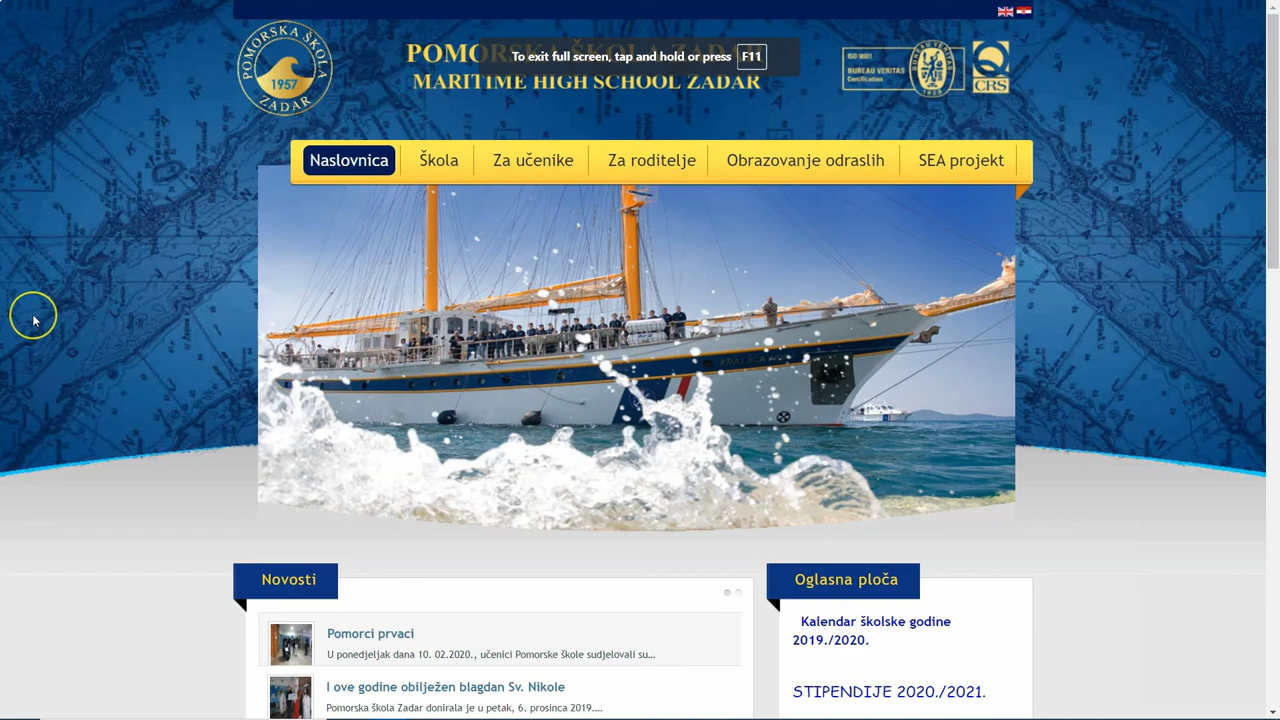 POMORSKA ŠKOLA ZADAR
1957
To exit full screen, tap and hold or press F11
MARITIME HIGH SCHOOL ZADAR
ISO 9001
BUREAU VERITAS
Certification
CRS
Naslovnica
Škola
Za učenike
Za roditelje
Obrazovanje odraslih
SEA projekt
Novosti
Pomorci prvaci
U ponedjeljak dana 10. 02.2020., učenici Pomorske škole sudjelovali su...
I ove godine obilježen blagdan Sv. Nikole
Pomorska škola Zadar donirala je u petak, 6. prosinca 2019....
Oglasna ploča
Kalendar školske godine
2019./2020.
STIPENDIJE 2020./2021.